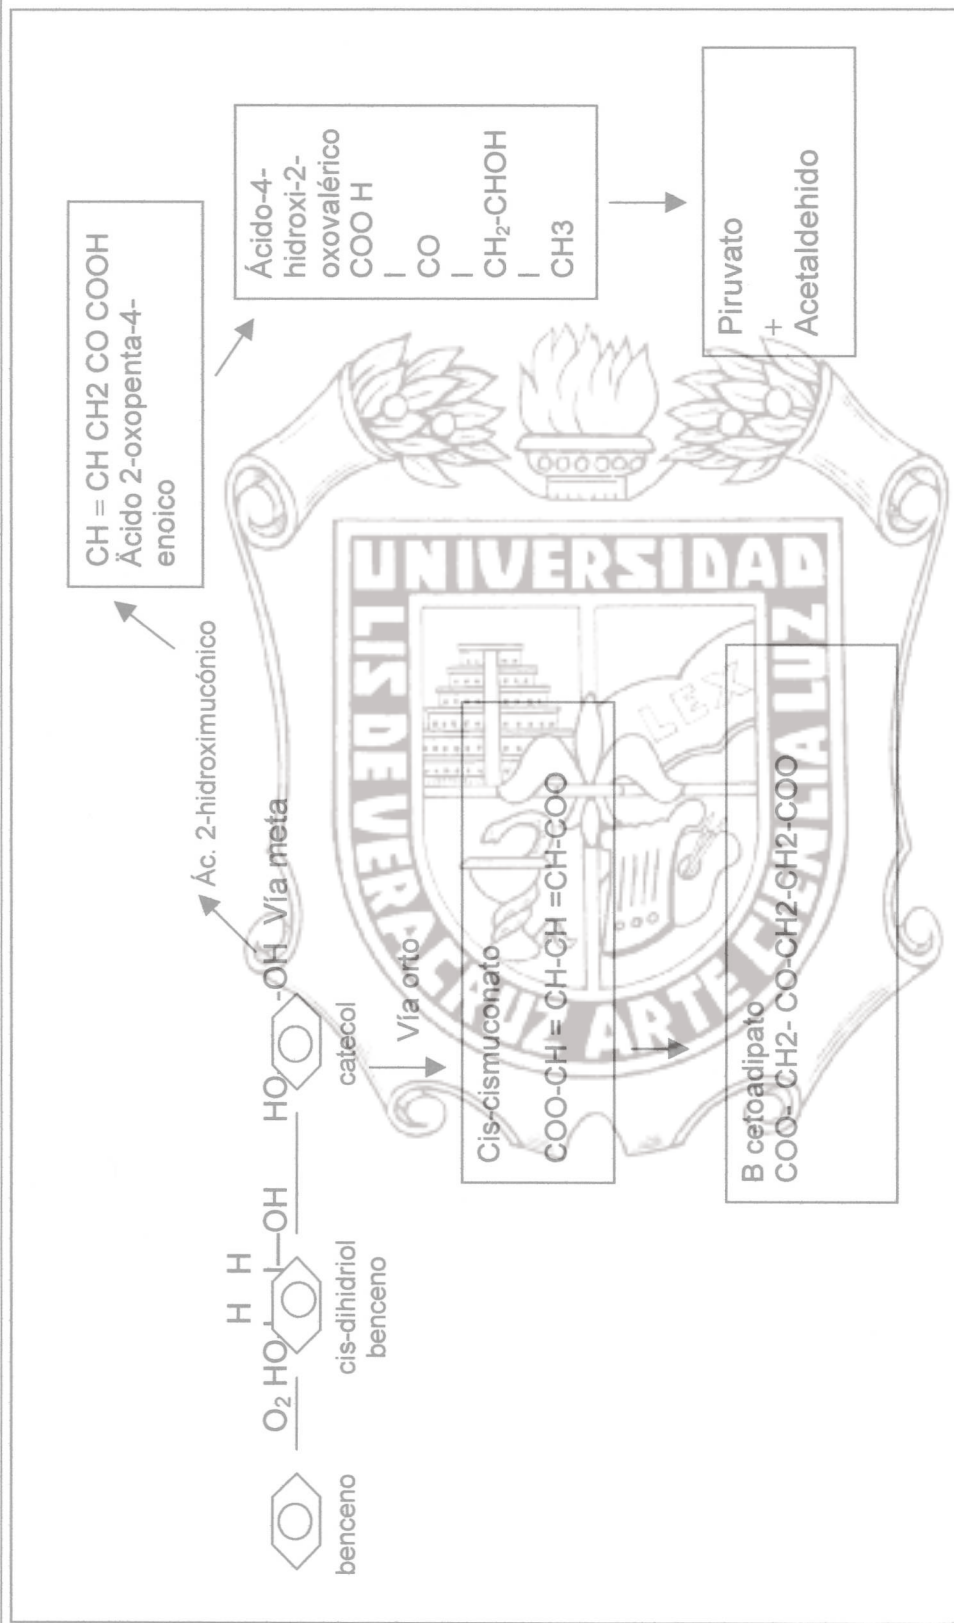 benceno
O2
H H
HO-I I—OH
cis-dihidriol
benceno
HO -OH Vía meta
catecol
Ác. 2-hidroximucónico
CH = CH CH2 CO COOH
Äcido 2-oxopenta-4-
enoico
Ácido-4-
hidroxi-2-
oxovalérico
COO H
I
CO
I
CH2-CHOH
I
CH3
Piruvato
+
Acetaldehido
Vía orto
Cis-cismuconato
COO-CH = CH-CH =CH-COO
B cetoadipato
COO- CH2- CO-CH2-CH2-COO
LIS DE VERACRUZ ARTE CIENCIA LUZ
UNIVERSIDAD
LEX